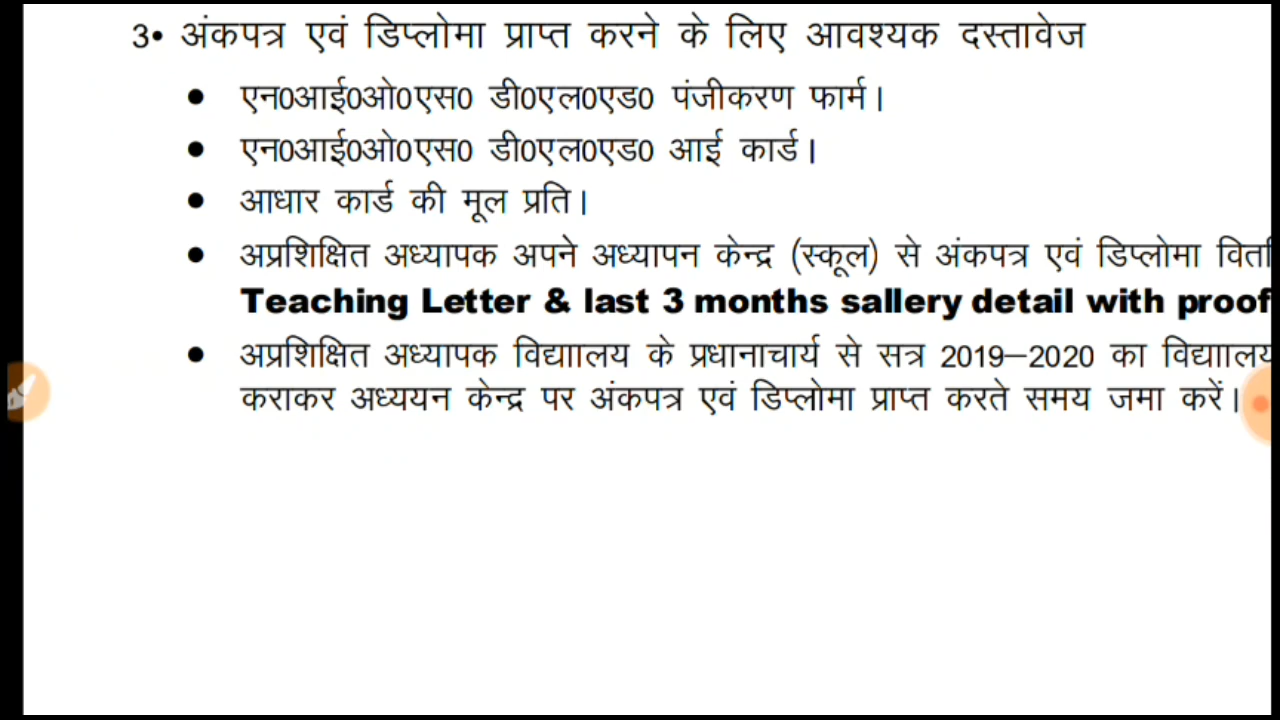 3• अंकपत्र एवं डिप्लोमा प्राप्त करने के लिए आवश्यक दस्तावेज
● एन0आई0ओ0एस0 डी0एल0एड0 पंजीकरण फार्म।
● एन0आई0ओ0एस0 डी0एल0एड0 आई कार्ड।
● आधार कार्ड की मूल प्रति।
● अप्रशिक्षित अध्यापक अपने अध्यापन केन्द्र (स्कूल) से अंकपत्र एवं डिप्लोमा
Teaching Letter & last 3 months sallery detail with proof
● अप्रशिक्षित अध्यापक विद्याालय के प्रधानाचार्य से सत्र 2019–2020 का विद्याालय
कराकर अध्ययन केन्द्र पर अंकपत्र एवं डिप्लोमा प्राप्त करते समय जमा करें।